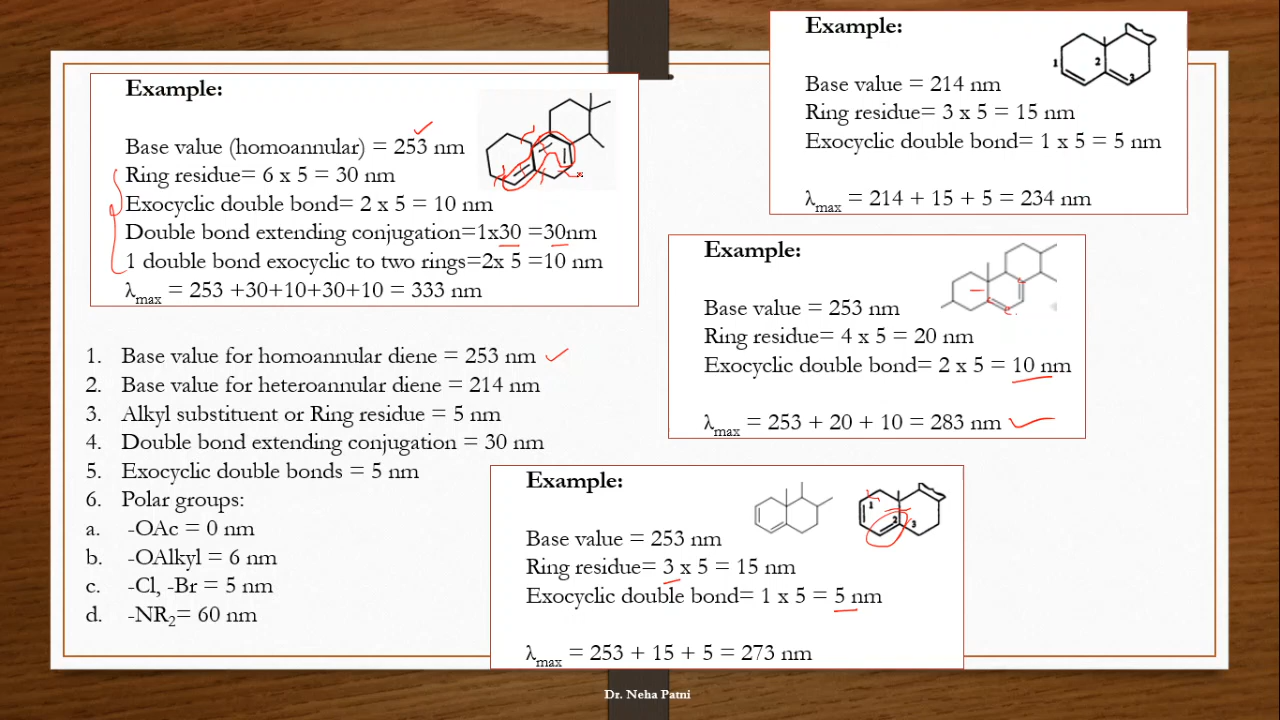 Example:
Base value (homoannular) = 253 nm
Ring residue= 6 x 5 = 30 nm
Exocyclic double bond= 2 x 5 = 10 nm
Double bond extending conjugation=1x30 =30nm
1 double bond exocyclic to two rings=2x 5 =10 nm
λmax = 253 +30+10+30+10 = 333 nm
1. Base value for homoannular diene = 253 nm
2. Base value for heteroannular diene = 214 nm
3. Alkyl substituent or Ring residue = 5 nm
4. Double bond extending conjugation = 30 nm
5. Exocyclic double bonds = 5 nm
6. Polar groups:
a. -OAc = 0 nm
b. -OAlkyl = 6 nm
c. -Cl, -Br = 5 nm
d. -NR2= 60 nm
Example:
1 2 3
Base value = 214 nm
Ring residue= 3 x 5 = 15 nm
Exocyclic double bond= 1 x 5 = 5 nm
λmax = 214 + 15 + 5 = 234 nm
Example:
Base value = 253 nm
Ring residue= 4 x 5 = 20 nm
Exocyclic double bond= 2 x 5 = 10 nm
λmax = 253 + 20 + 10 = 283 nm
Example:
1 2 3
Base value = 253 nm
Ring residue= 3 x 5 = 15 nm
Exocyclic double bond= 1 x 5 = 5 nm
λmax = 253 + 15 + 5 = 273 nm
Dr. Neha Patni